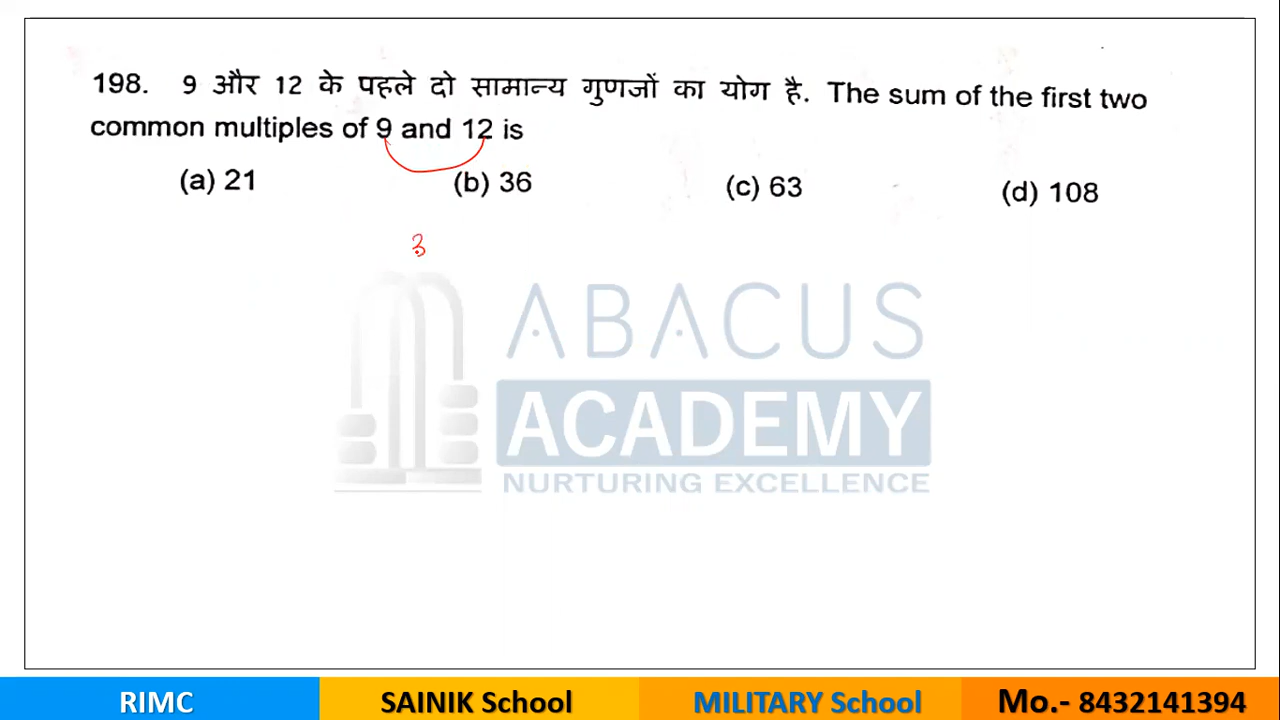 198. 9 और 12 के पहले दो सामान्य गुणजों का योग है. The sum of the first two
common multiples of 9 and 12 is
(a) 21 (b) 36 (c) 63 (d) 108
3
ABACUS
ACADEMY
NURTURING EXCELLENCE
RIMC SAINIK School MILITARY School Mo.- 8432141394